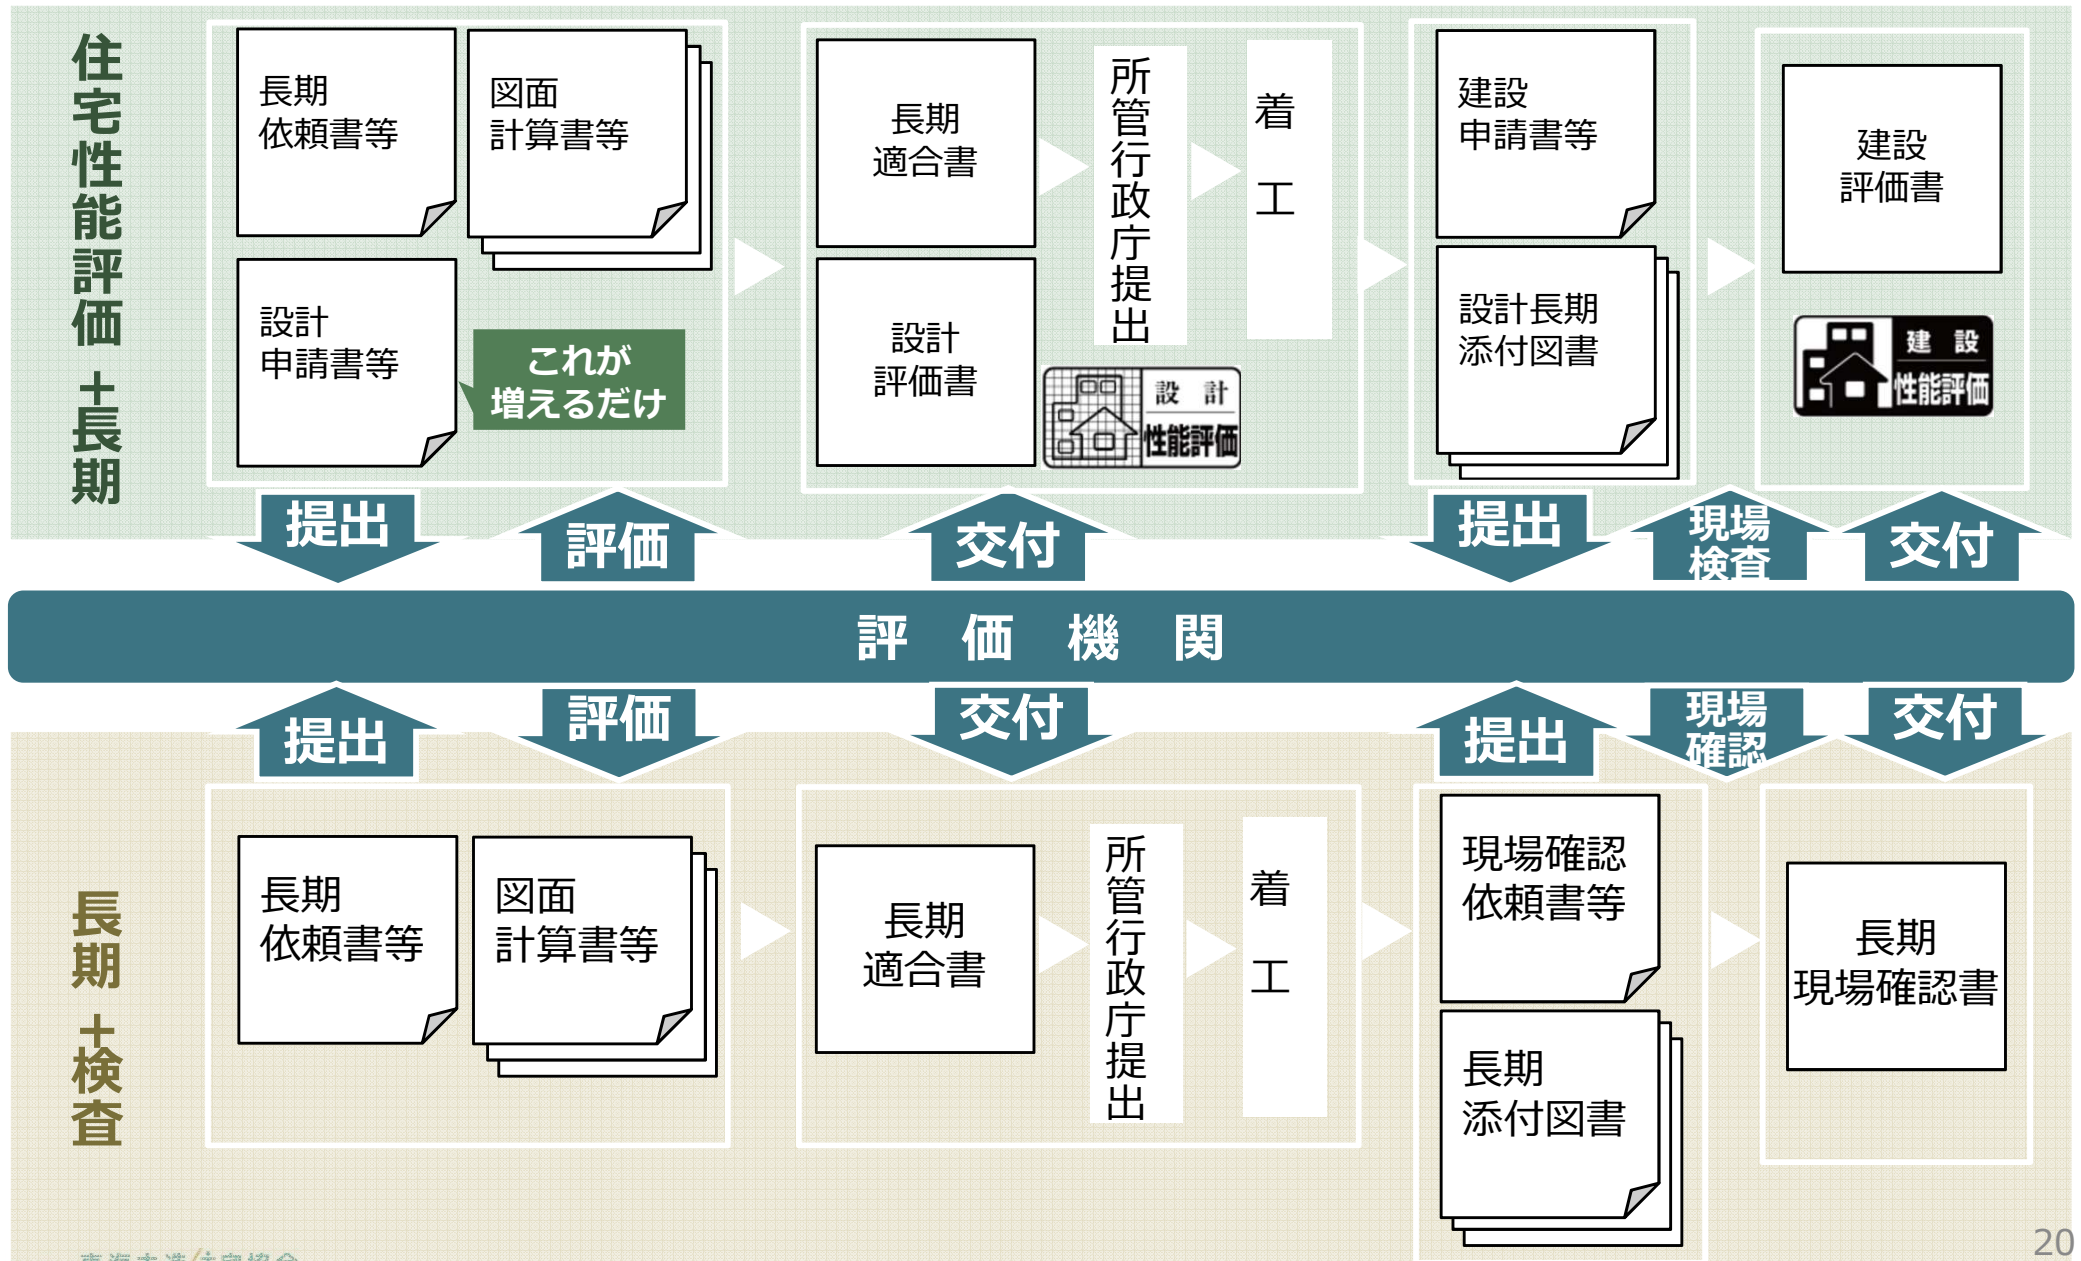 住宅性能評価+長期
長期
依頼書等
図面
計算書等
設計
申請書等
これが
増えるだけ
長期
適合書
設計
評価書
所管行政庁提出
着工
設計
性能評価
建設
申請書等
設計長期
添付図書
建設
評価書
建設
性能評価
提出
評価
交付
提出
現場
検査
交付
評価機関
提出
評価
交付
提出
現場
確認
交付
長期+検査
長期
依頼書等
図面
計算書等
長期
適合書
所管行政庁提出
着工
現場確認
依頼書等
長期
添付図書
長期
現場確認書
20